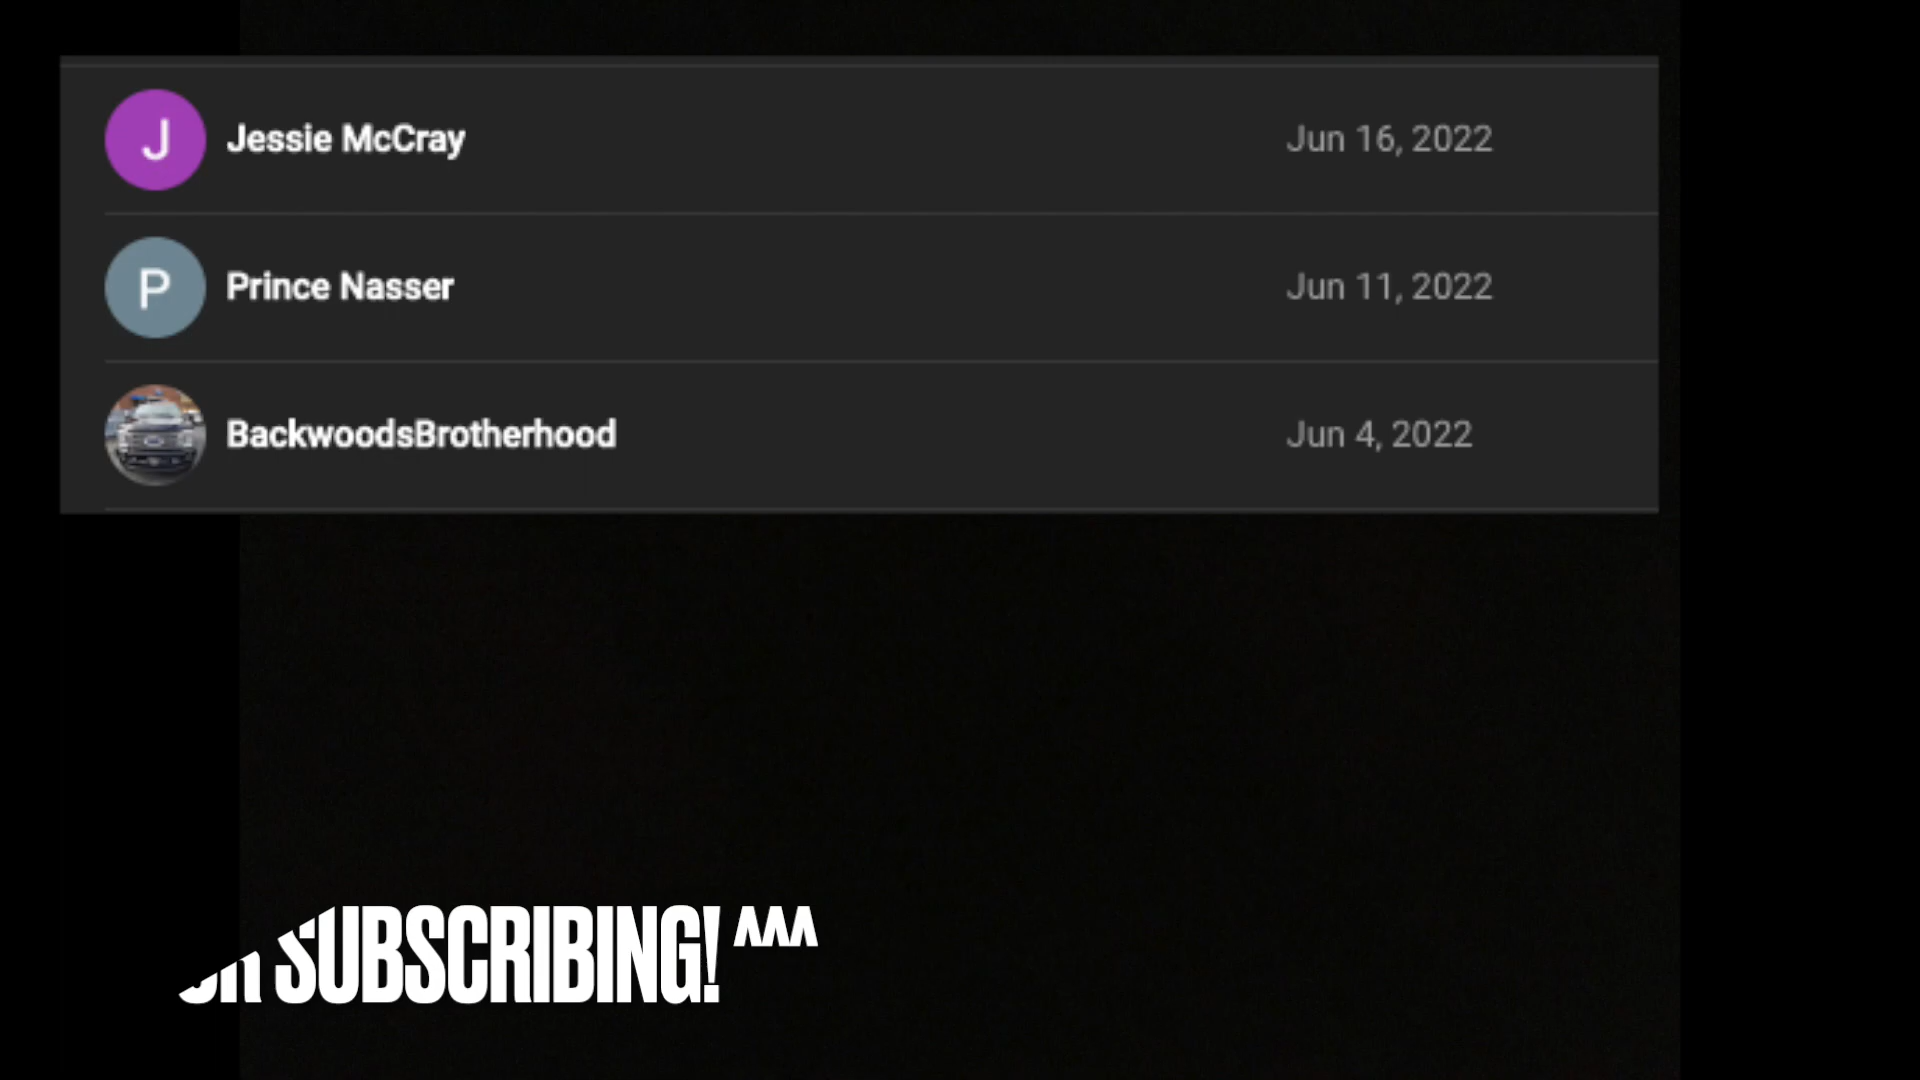 J Jessie McCray Jun 16, 2022
P Prince Nasser Jun 11, 2022
BackwoodsBrotherhood Jun 4, 2022
SUBSCRIBING! ^^^